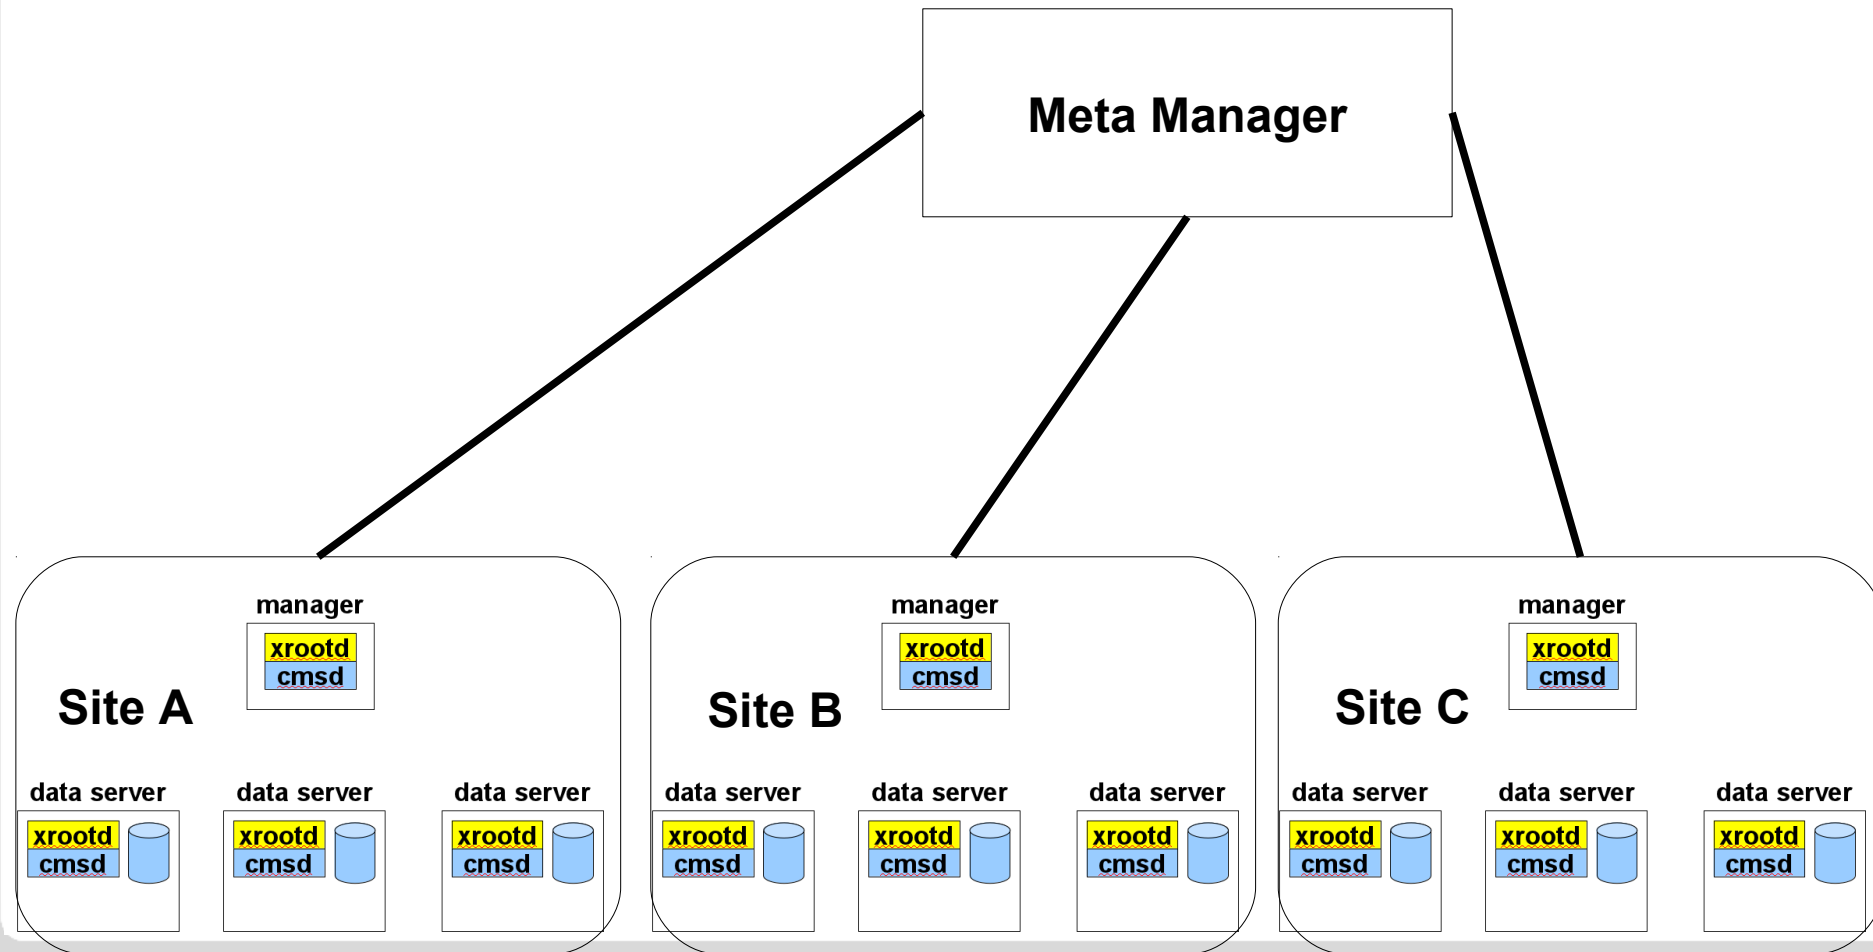 Meta Manager
manager
xrootd
cmsd
Site A
data server
xrootd
cmsd
data server
xrootd
cmsd
data server
xrootd
cmsd
manager
xrootd
cmsd
Site B
data server
xrootd
cmsd
data server
xrootd
cmsd
data server
xrootd
cmsd
manager
xrootd
cmsd
Site C
data server
xrootd
cmsd
data server
xrootd
cmsd
data server
xrootd
cmsd